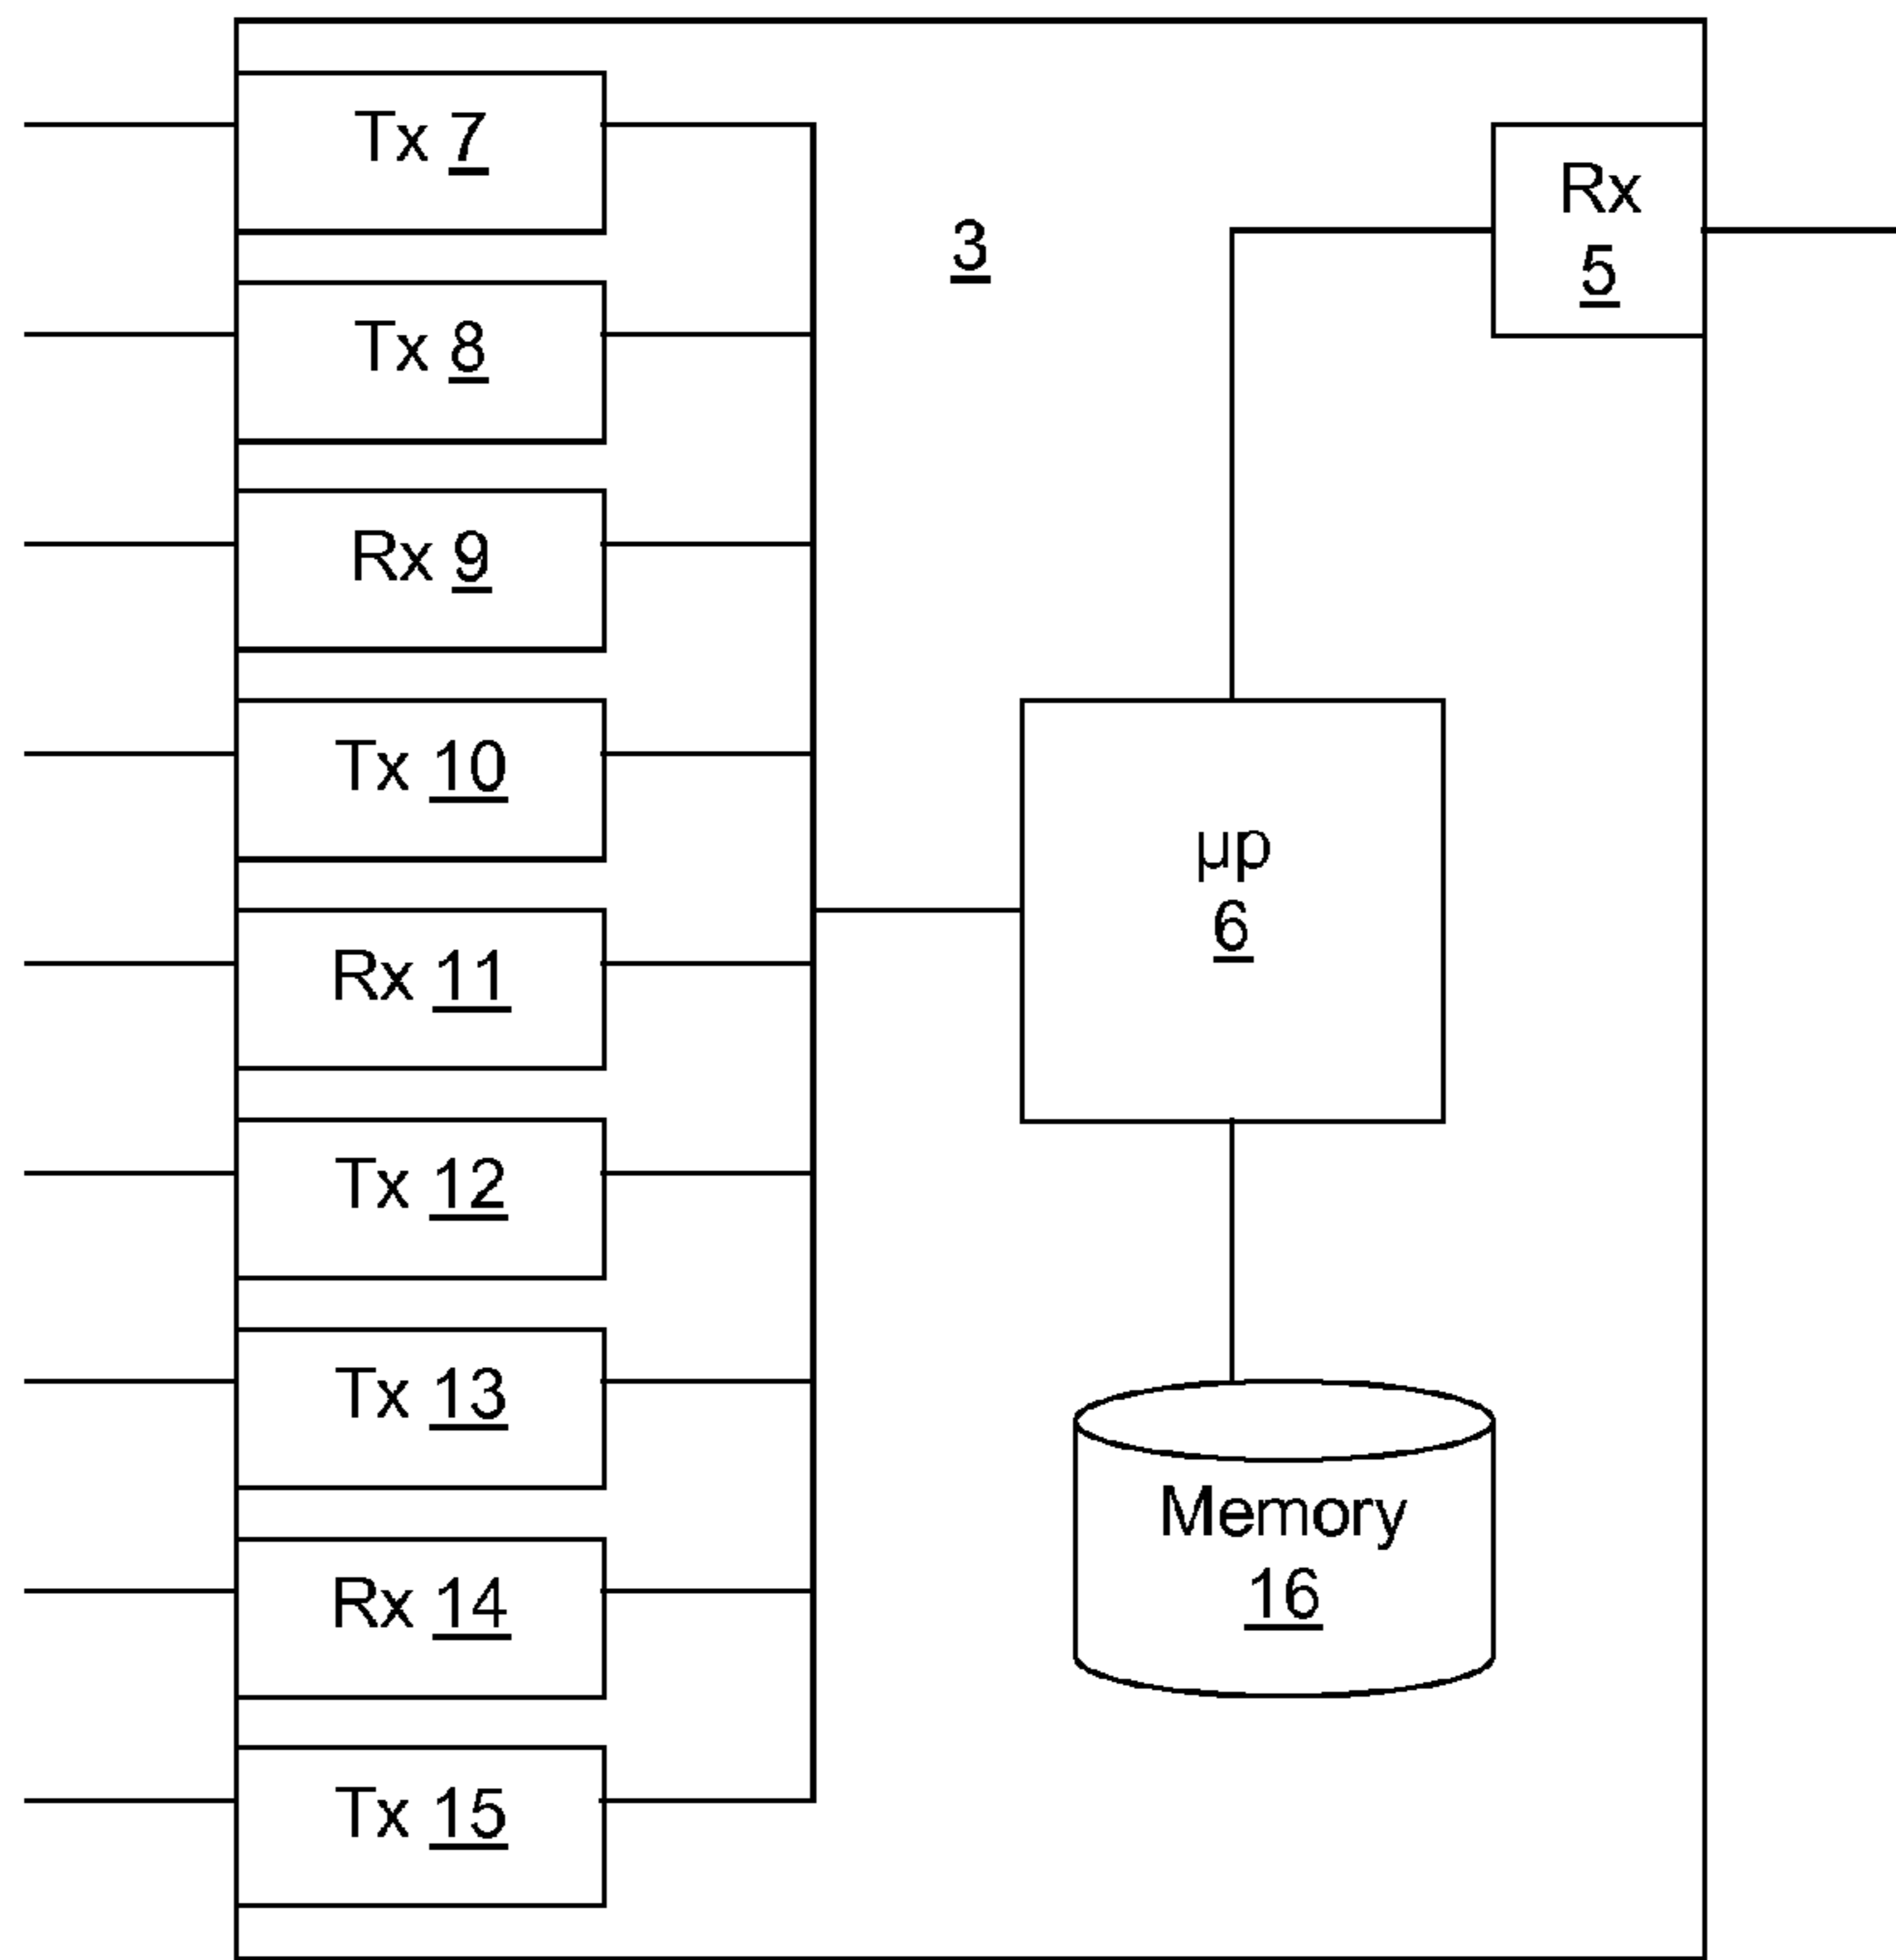 Tx 7
3
Rx
5
Tx 8
Rx 9
Tx 10
µp
6
Rx 11
Tx 12
Tx 13
Memory
16
Rx 14
Tx 15